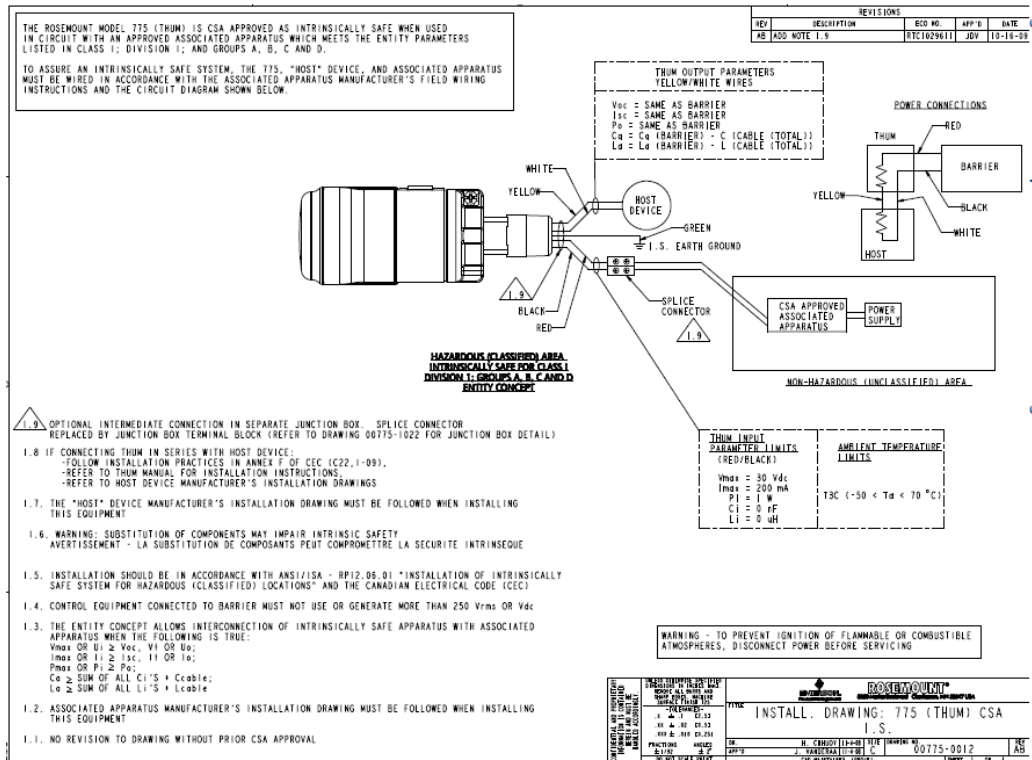 THE ROSEMOUNT MODEL 775 (THUM) IS CSA APPROVED AS INTRINSICALLY SAFE WHEN USED
IN CIRCUIT WITH AN APPROVED ASSOCIATED APPARATUS WHICH MEETS THE ENTITY PARAMETERS
LISTED IN CLASS I; DIVISION I; AND GROUPS A, B, C AND D.
TO ASSURE AN INTRINSICALLY SAFE SYSTEM, THE 775, "HOST" DEVICE, AND ASSOCIATED APPARATUS
MUST BE WIRED IN ACCORDANCE WITH THE ASSOCIATED APPARATUS MANUFACTURER'S FIELD WIRING
INSTRUCTIONS AND THE CIRCUIT DIAGRAM SHOWN BELOW.
REVISIONS
REV DESCRIPTION ECO NO. APP'D DATE
AB ADD NOTE 1.9 RTC1029611 JDV 10-16-09
THUM OUTPUT PARAMETERS
YELLOW/WHITE WIRES
Voc = SAME AS BARRIER
Isc = SAME AS BARRIER
Po = SAME AS BARRIER
Ca = Ca (BARRIER) - C (CABLE (TOTAL))
La = La (BARRIER) - L (CABLE (TOTAL))
POWER CONNECTIONS
THUM
RED
BARRIER
YELLOW
BLACK
WHITE
HOST
WHITE
YELLOW
HOST
DEVICE
GREEN
I.S. EARTH GROUND
1.9
BLACK
RED
SPLICE
CONNECTOR
1.9
CSA APPROVED
ASSOCIATED
APPARATUS
POWER
SUPPLY
HAZARDOUS (CLASSIFIED) AREA
INTRINSICALLY SAFE FOR CLASS I
DIVISION 1; GROUPS A, B, C AND D
ENTITY CONCEPT
NON-HAZARDOUS (UNCLASSIFIED) AREA
1.9 OPTIONAL INTERMEDIATE CONNECTION IN SEPARATE JUNCTION BOX. SPLICE CONNECTOR
REPLACED BY JUNCTION BOX TERMINAL BLOCK (REFER TO DRAWING 00775-1022 FOR JUNCTION BOX DETAIL)
1.8 IF CONNECTING THUM IN SERIES WITH HOST DEVICE:
-FOLLOW INSTALLATION PRACTICES IN ANNEX F OF CEC (C22,1-09),
-REFER TO THUM MANUAL FOR INSTALLATION INSTRUCTIONS,
-REFER TO HOST DEVICE MANUFACTURER'S INSTALLATION DRAWINGS
1.7. THE "HOST" DEVICE MANUFACTURER'S INSTALLATION DRAWING MUST BE FOLLOWED WHEN INSTALLING
THIS EQUIPMENT
1.6. WARNING: SUBSTITUTION OF COMPONENTS MAY IMPAIR INTRINSIC SAFETY
AVERTISSEMENT - LA SUBSTITUTION DE COMPOSANTS PEUT COMPROMETTRE LA SECURITE INTRINSEQUE
1.5. INSTALLATION SHOULD BE IN ACCORDANCE WITH ANSI/ISA - RP12.06.01 "INSTALLATION OF INTRINSICALLY
SAFE SYSTEM FOR HAZARDOUS (CLASSIFIED) LOCATIONS" AND THE CANADIAN ELECTRICAL CODE (CEC)
1.4. CONTROL EQUIPMENT CONNECTED TO BARRIER MUST NOT USE OR GENERATE MORE THAN 250 Vrms OR Vdc
1.3. THE ENTITY CONCEPT ALLOWS INTERCONNECTION OF INTRINSICALLY SAFE APPARATUS WITH ASSOCIATED
APPARATUS WHEN THE FOLLOWING IS TRUE:
Vmax OR Ui ≥ Voc, Vt OR Uo;
Imax OR Ii ≥ Isc, It OR Io;
Pmax OR Pi ≥ Po;
Ca ≥ SUM OF ALL Ci'S + Ccable;
La ≥ SUM OF ALL Li'S + Lcable
1.2. ASSOCIATED APPARATUS MANUFACTURER'S INSTALLATION DRAWING MUST BE FOLLOWED WHEN INSTALLING
THIS EQUIPMENT
1.1. NO REVISION TO DRAWING WITHOUT PRIOR CSA APPROVAL
THUM INPUT
PARAMETER LIMITS
(RED/BLACK)
Vmax = 30 Vdc
Imax = 200 mA
Pi = 1 W
Ci = 0 nF
Li = 0 uH
AMBIENT TEMPERATURE
LIMITS
T3C (-50 < Ta < 70 °C)
WARNING - TO PREVENT IGNITION OF FLAMMABLE OR COMBUSTIBLE
ATMOSPHERES, DISCONNECT POWER BEFORE SERVICING
EMERSON
ROSEMOUNT
TITLE
INSTALL. DRAWING: 775 (THUM) CSA
I.S.
-TOLERANCES-
FRACTIONS ANGLES
± 1/32 ± 2°
DR.
SIZE
C
DRAWING NO.
00775-0012
REV
AB
APP'D
DO NOT SCALE PRINT